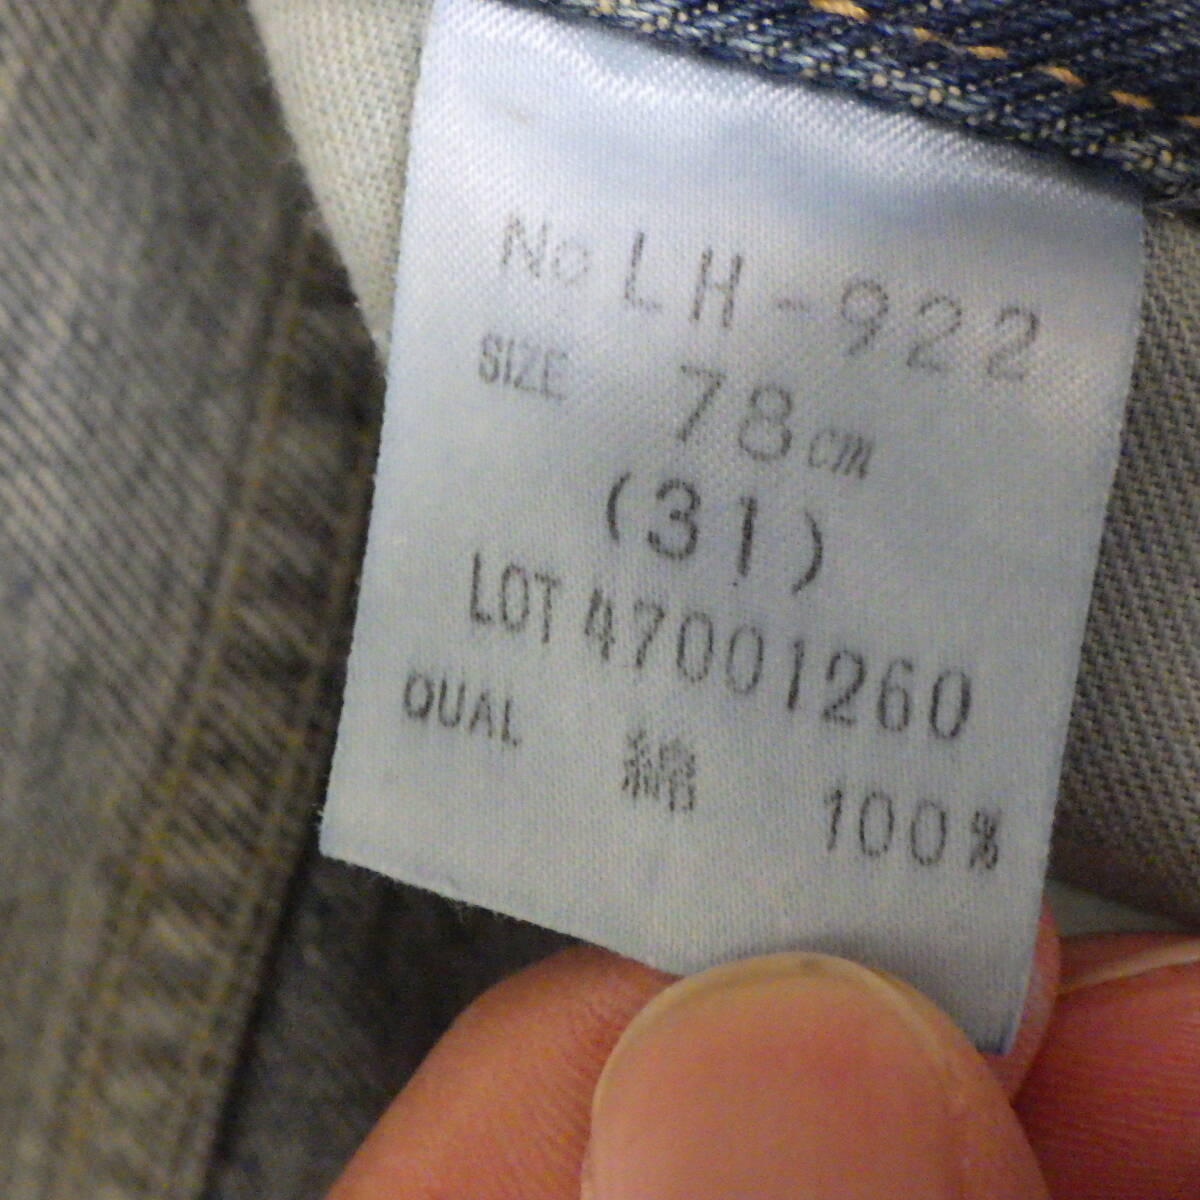 No LH-922
SIZE 78cm
(31)
LOT 47001260
QUAL 綿 100%